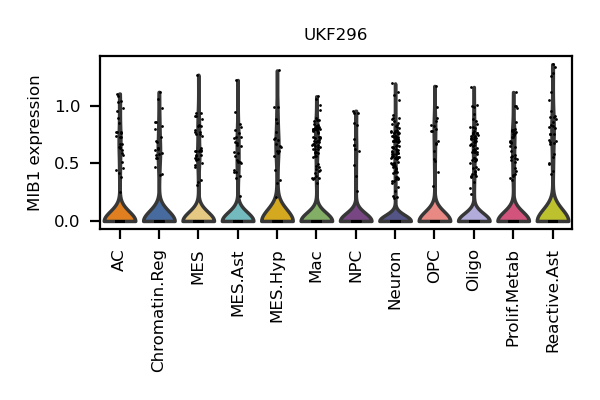 UKF296
MIB1 expression
1.0
0.5
0.0
AC
Chromatin.Reg
MES
MES.Ast
MES.Hyp
Mac
NPC
Neuron
OPC
Oligo
Prolif.Metab
Reactive.Ast